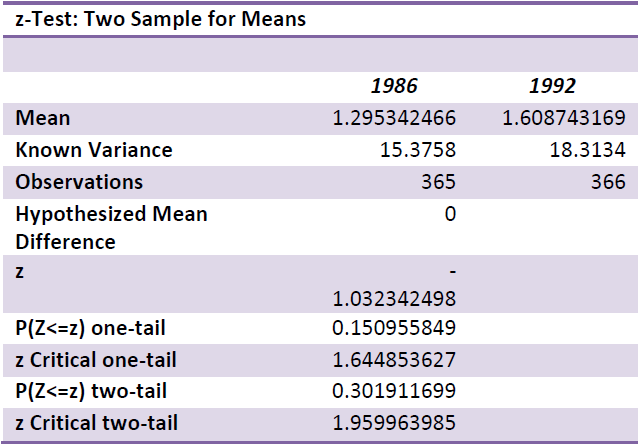 z-Test: Two Sample for Means
1986 1992
Mean 1.295342466 1.608743169
Known Variance 15.3758 18.3134
Observations 365 366
Hypothesized Mean 0
Difference
z -
1.032342498
P(Z<=z) one-tail 0.150955849
z Critical one-tail 1.644853627
P(Z<=z) two-tail 0.301911699
z Critical two-tail 1.959963985